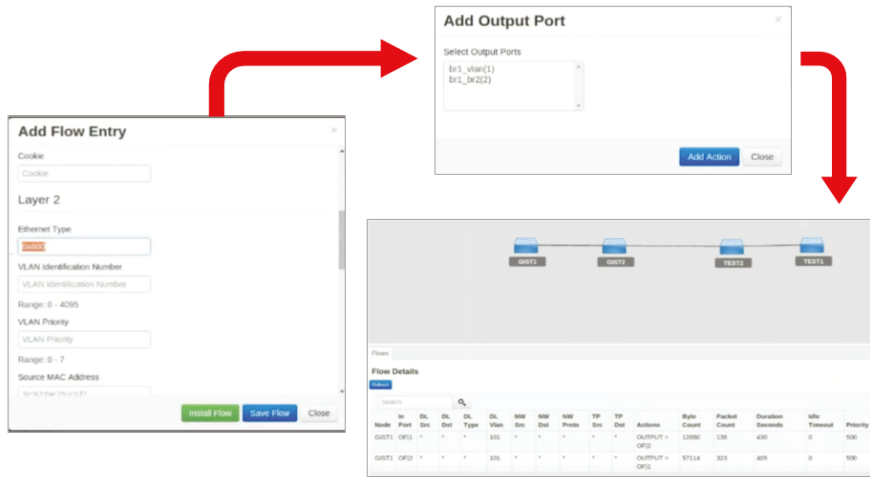 Add Output Port
×
Select Output Ports
br1_vlan(1)
br1_br2(2)
Add Action
Close
Add Flow Entry
×
Cookie
Cookie
Layer 2
Ethernet Type
0x800
VLAN Identification Number
VLAN Identification Number
Range: 0 - 4095
VLAN Priority
VLAN Priority
Range: 0 - 7
Source MAC Address
Install Flow
Save Flow
Close
GIST1
GIST2
TEST2
TEST1
Flows
Flow Details
Search
Node In Port DL Src DL Dst DL Type DL Vlan NW Src NW Dst NW Proto TP Src TP Dst Actions Byte Count Packet Count Duration Seconds Idle Timeout Priority
GIST1 OF|1 * * * 101 * * * * * OUTPUT = OF|2 136 430 0 500
GIST1 OF|2 * * * 101 * * * * * OUTPUT = OF|1 57114 323 409 0 500